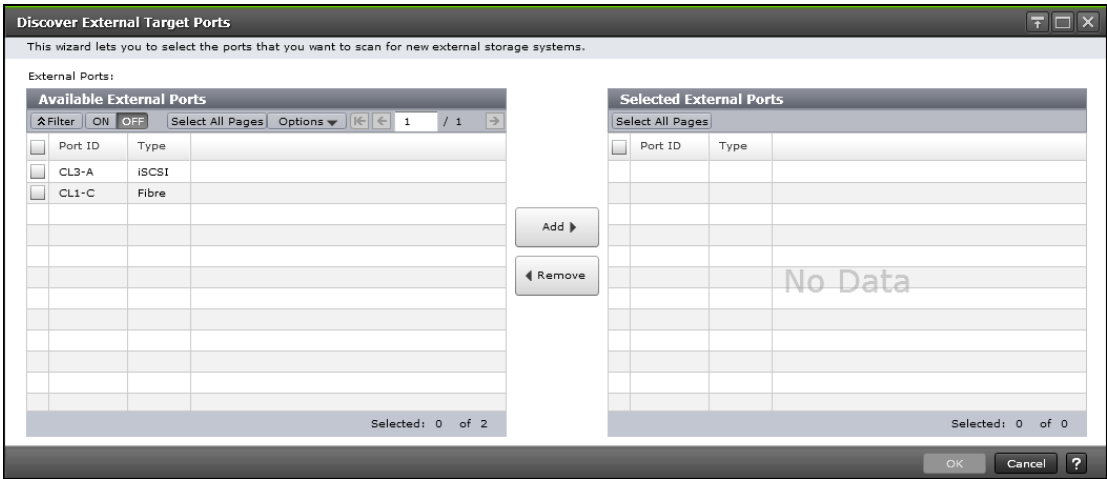 Discover External Target Ports
This wizard lets you to select the ports that you want to scan for new external storage systems.
External Ports:
Available External Ports
Filter ON OFF Select All Pages Options 1 / 1
Port ID Type
CL3-A iSCSI
CL1-C Fibre
Selected: 0 of 2
Add
Remove
Selected External Ports
Select All Pages
Port ID Type
No Data
Selected: 0 of 0
OK Cancel ?